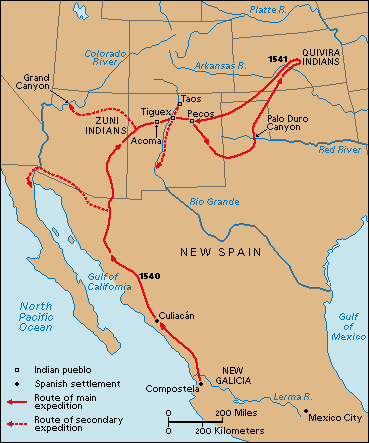 Platte R.
Colorado
River
Arkansas R.
1541
QUIVIRA
INDIANS
Grand
Canyon
ZUNI
INDIANS
Taos
Tiguex
Pecos
Acoma
Palo Duro
Canyon
Red River
Rio Grande
NEW SPAIN
Gulf of
California
1540
North
Pacific
Ocean
Gulf
of
Mexico
Culiacán
NEW
GALICIA
Compostela
Lerma R.
Mexico City
Indian pueblo
Spanish settlement
Route of main
expedition
Route of secondary
expedition
0 200 Miles
0 200 Kilometers